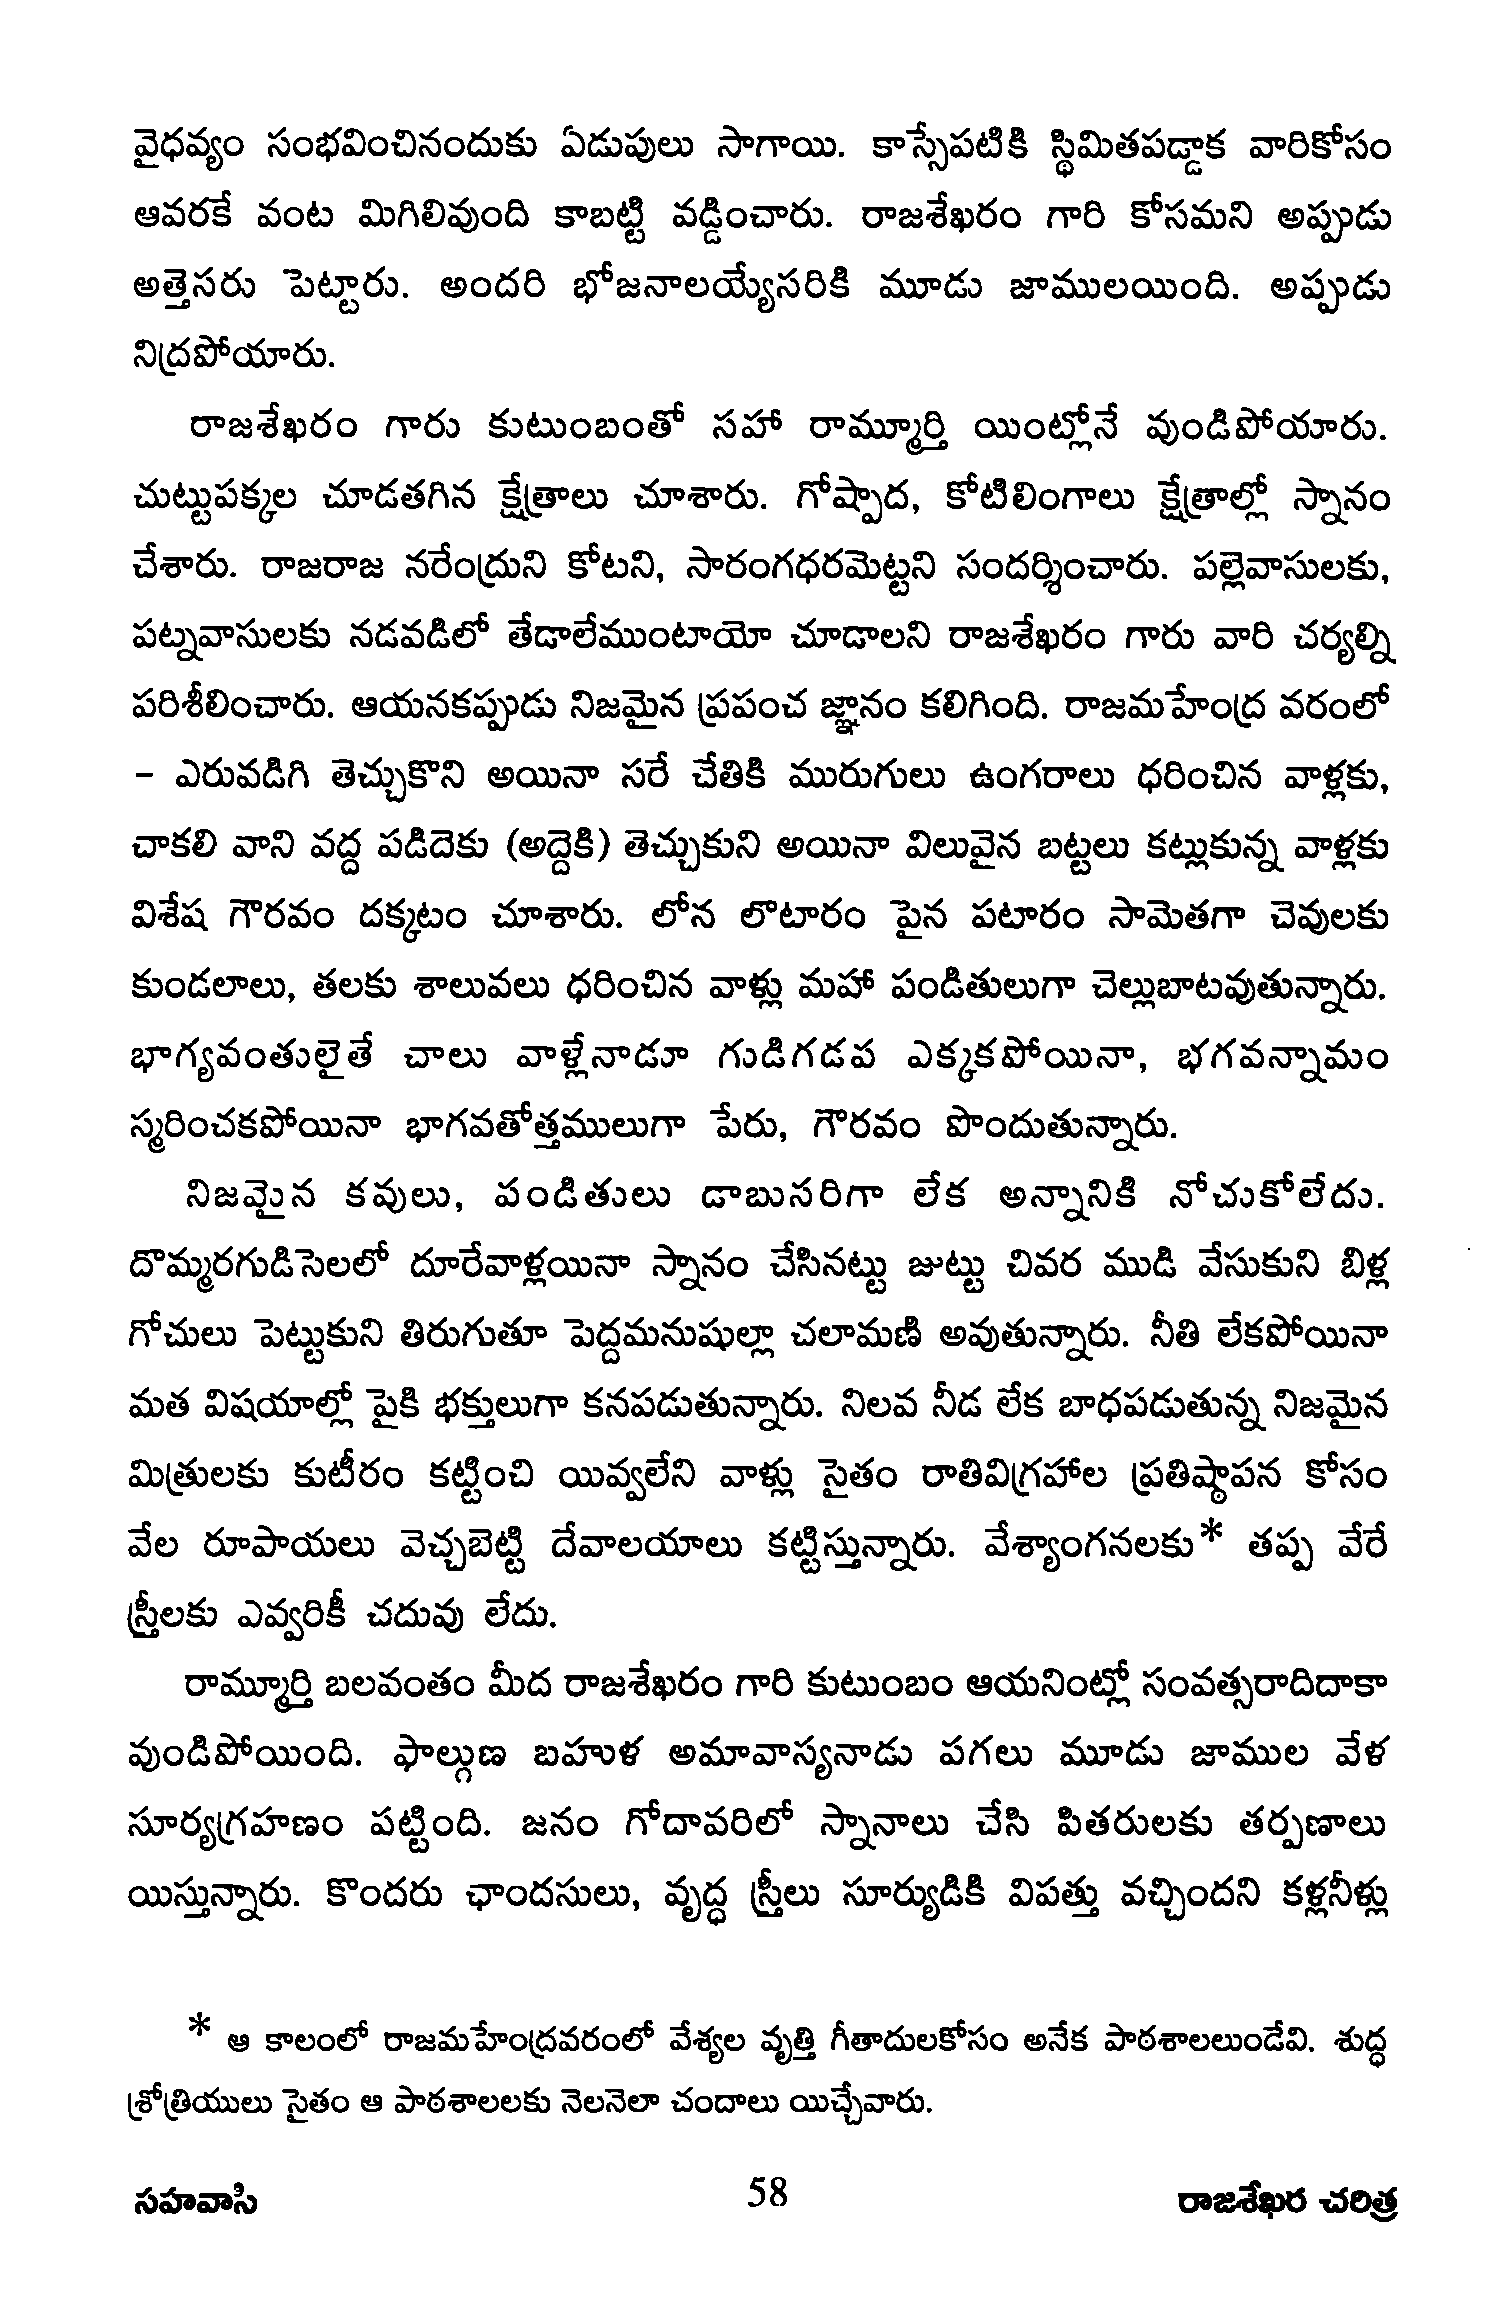 వైధవ్యం సంభవించినందుకు ఏడుపులు సాగాయి. కాస్సేపటికి స్థిమితపడ్డాక వారికోసం
ఆవరకే వంట మిగిలివుంది కాబట్టి వడ్డించారు. రాజశేఖరం గారి కోసమని అప్పుడు
అత్తెసరు పెట్టారు. అందరి భోజనాలయ్యేసరికి మూడు జాములయింది. అప్పుడు
నిద్రపోయారు.
రాజశేఖరం గారు కుటుంబంతో సహా రామ్మూర్తి యింట్లోనే వుండిపోయారు.
చుట్టుపక్కల చూడతగిన క్షేత్రాలు చూశారు. గోష్పాద, కోటిలింగాలు క్షేత్రాల్లో స్నానం
చేశారు. రాజరాజ నరేంద్రుని కోటని, సారంగధరమెట్టని సందర్శించారు. పల్లెవాసులకు,
పట్నవాసులకు నడవడిలో తేడాలేముంటాయో చూడాలని రాజశేఖరం గారు వారి చర్యల్ని
పరిశీలించారు. ఆయనకప్పుడు నిజమైన ప్రపంచ జ్ఞానం కలిగింది. రాజమహేంద్ర వరంలో
– ఎరువడిగి తెచ్చుకొని అయినా సరే చేతికి మురుగులు ఉంగరాలు ధరించిన వాళ్లకు,
చాకలి వాని వద్ద పడిదెకు (అద్దెకి) తెచ్చుకుని అయినా విలువైన బట్టలు కట్లుకున్న వాళ్లకు
విశేష గౌరవం దక్కటం చూశారు. లోన లొటారం పైన పటారం సామెతగా చెవులకు
కుండలాలు, తలకు శాలువలు ధరించిన వాళ్లు మహా పండితులుగా చెల్లుబాటవుతున్నారు.
భాగ్యవంతులైతే చాలు వాళ్లేనాడూ గుడిగడప ఎక్కకపోయినా, భగవన్నామం
స్మరించకపోయినా భాగవతోత్తములుగా పేరు, గౌరవం పొందుతున్నారు.
నిజమైన కవులు, పండితులు డాబుసరిగా లేక అన్నానికి నోచుకోలేదు.
దొమ్మరగుడిసెలలో దూరేవాళ్లయినా స్నానం చేసినట్టు జుట్టు చివర ముడి వేసుకుని బిళ్ల
గోచులు పెట్టుకుని తిరుగుతూ పెద్దమనుషుల్లా చలామణి అవుతున్నారు. నీతి లేకపోయినా
మత విషయాల్లో పైకి భక్తులుగా కనపడుతున్నారు. నిలవ నీడ లేక బాధపడుతున్న నిజమైన
మిత్రులకు కుటీరం కట్టించి యివ్వలేని వాళ్లు సైతం రాతివిగ్రహాల ప్రతిష్ఠాపన కోసం
వేల రూపాయలు వెచ్చబెట్టి దేవాలయాలు కట్టిస్తున్నారు. వేశ్యాంగనలకు* తప్ప వేరే
స్త్రీలకు ఎవ్వరికీ చదువు లేదు.
రామ్మూర్తి బలవంతం మీద రాజశేఖరం గారి కుటుంబం ఆయనింట్లో సంవత్సరాదిదాకా
వుండిపోయింది. ఫాల్గుణ బహుళ అమావాస్యనాడు పగలు మూడు జాముల వేళ
సూర్యగ్రహణం పట్టింది. జనం గోదావరిలో స్నానాలు చేసి పితరులకు తర్పణాలు
యిస్తున్నారు. కొందరు ఛాందసులు, వృద్ధ స్త్రీలు సూర్యుడికి విపత్తు వచ్చిందని కళ్లనీళ్లు
* ఆ కాలంలో రాజమహేంద్రవరంలో వేశ్యల వృత్తి గీతాదులకోసం అనేక పాఠశాలలుండేవి. శుద్ధ
శ్రోత్రియులు సైతం ఆ పాఠశాలలకు నెలనెలా చందాలు యిచ్చేవారు.
సహవాసి 58 రాజశేఖర చరిత్ర